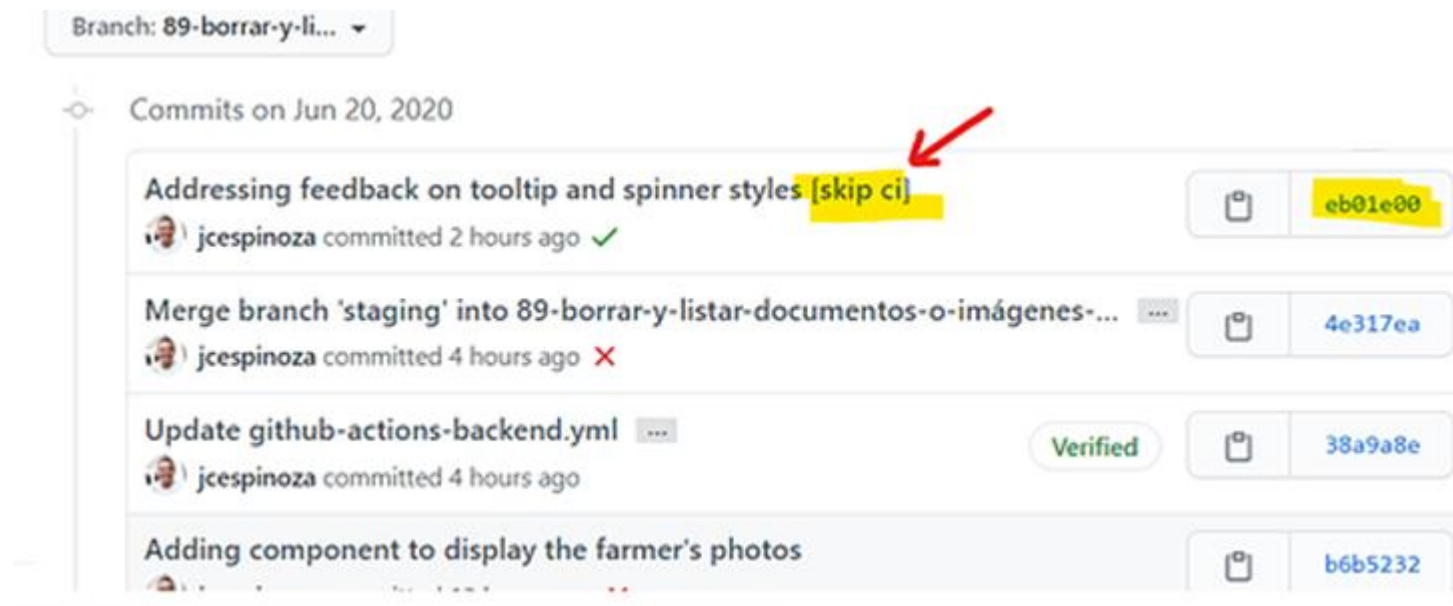 Branch: 89-borrar-y-li...
Commits on Jun 20, 2020
Addressing feedback on tooltip and spinner styles [skip ci]
eb01e00
jcespinoza committed 2 hours ago
Merge branch 'staging' into 89-borrar-y-listar-documentos-o-imágenes-... ...
4e317ea
jcespinoza committed 4 hours ago
Update github-actions-backend.yml ...
Verified
38a9a8e
jcespinoza committed 4 hours ago
Adding component to display the farmer's photos
b6b5232